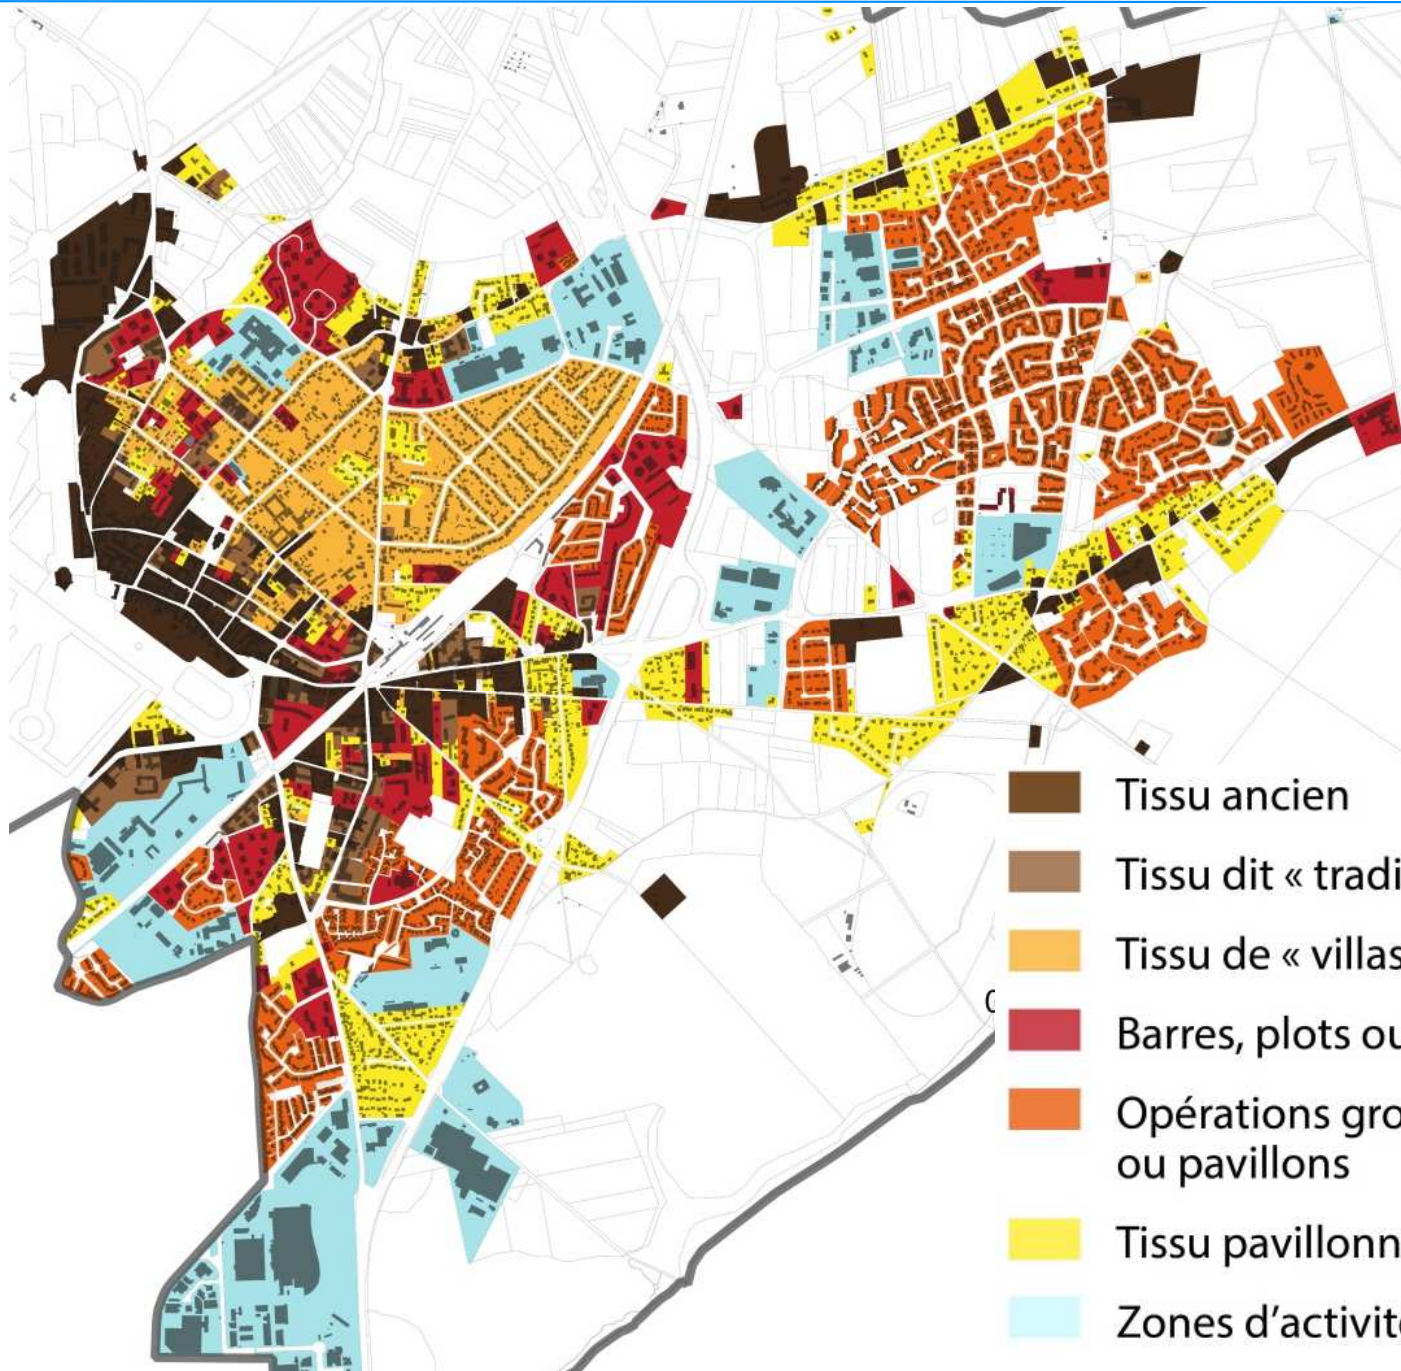 Tissu ancien
Tissu dit « tradi
Tissu de « villas
Barres, plots ou
Opérations gro
ou pavillons
Tissu pavillonn
Zones d'activit